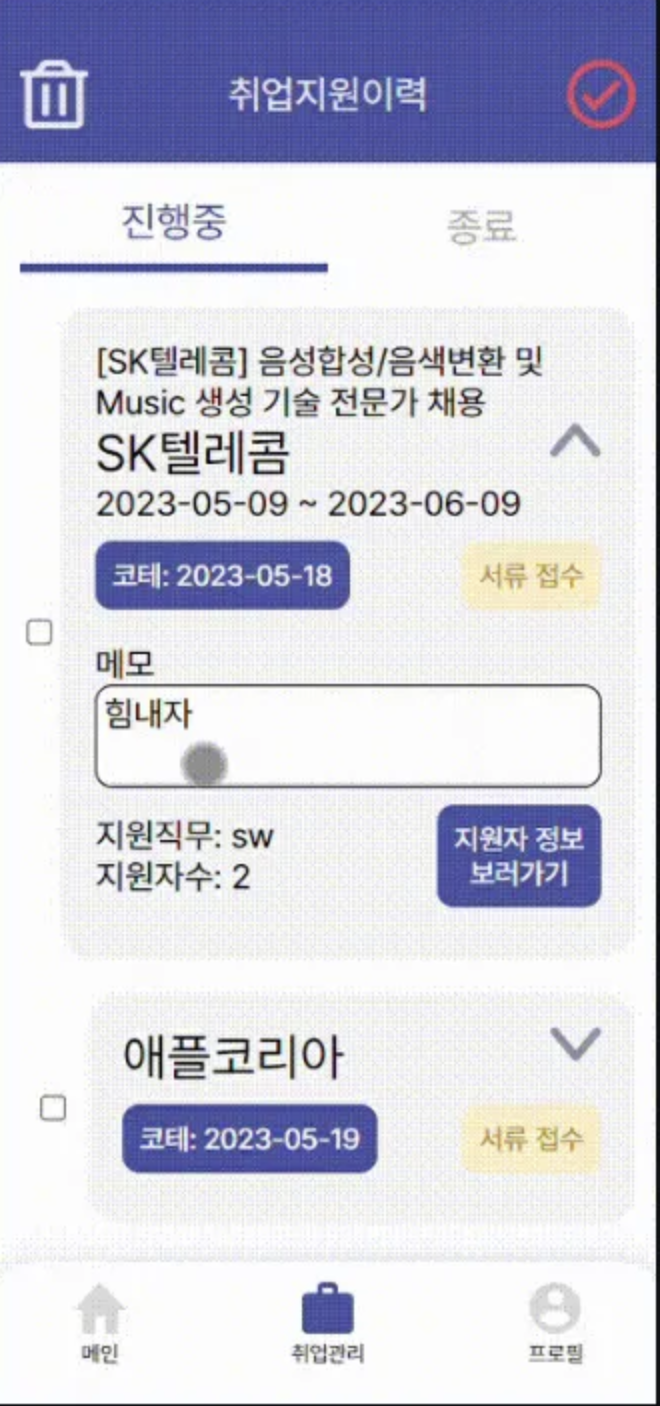 취업지원이력
진행중
종료
[SK텔레콤] 음성합성/음색변환 및
Music 생성 기술 전문가 채용
SK텔레콤
2023-05-09 ~ 2023-06-09
코테: 2023-05-18
서류 접수
메모
힘내자
지원직무: sw
지원자수: 2
지원자 정보
보러가기
애플코리아
코테: 2023-05-19
서류 접수
메인
취업관리
프로필